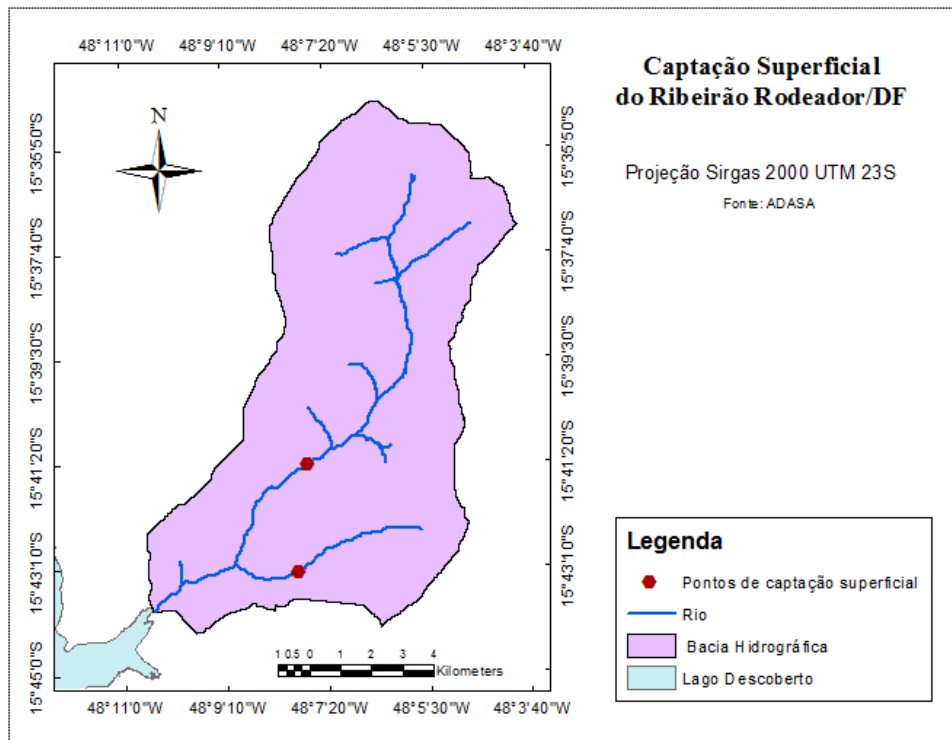 48°11'0"W 48°9'10"W 48°7'20"W 48°5'30"W 48°3'40"W
Captação Superficial
do Ribeirão Rodeador/DF
Projeção Sirgas 2000 UTM 23S
Fonte: ADASA
N
15°35'50"S
15°37'40"S
15°39'30"S
15°41'20"S
15°43'10"S
15°45'0"S
15°35'50"S
15°37'40"S
15°39'30"S
15°41'20"S
15°43'10"S
15°45'0"S
1 0.5 0 1 2 3 4
Kilometers
48°11'0"W 48°9'10"W 48°7'20"W 48°5'30"W 48°3'40"W
Legenda
Pontos de captação superficial
Rio
Bacia Hidrográfica
Lago Descoberto